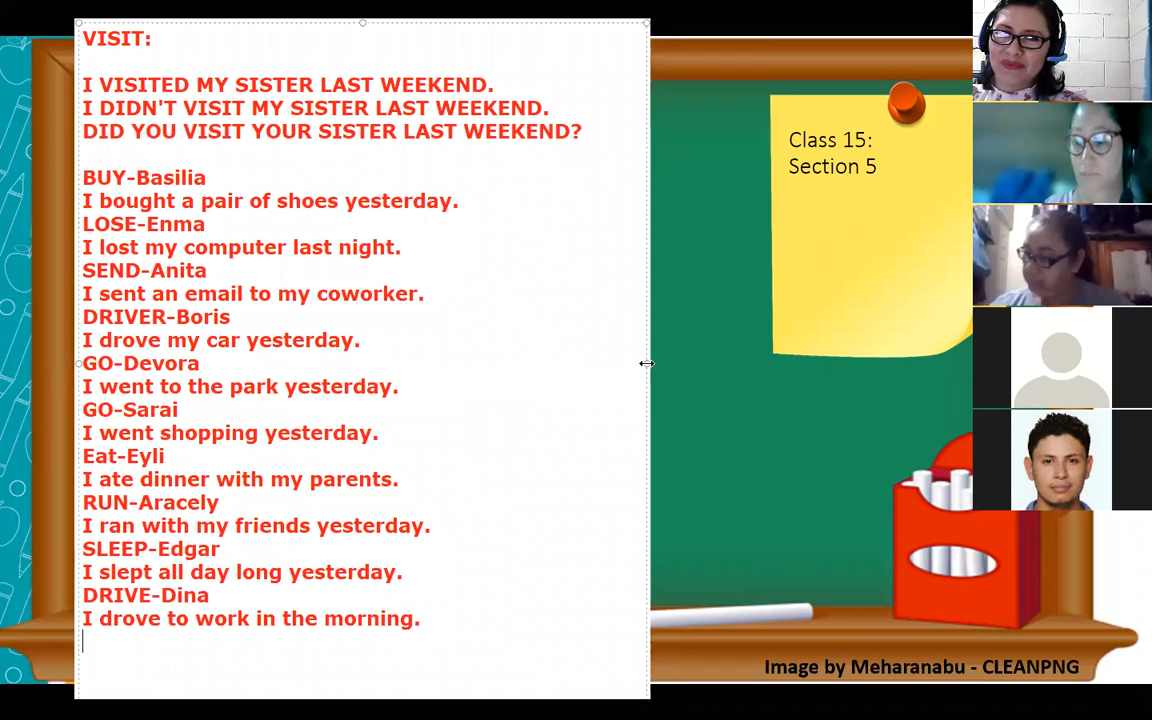 VISIT:
I VISITED MY SISTER LAST WEEKEND.
I DIDN'T VISIT MY SISTER LAST WEEKEND.
DID YOU VISIT YOUR SISTER LAST WEEKEND?
BUY-Basilia
I bought a pair of shoes yesterday.
LOSE-Enma
I lost my computer last night.
SEND-Anita
I sent an email to my coworker.
DRIVER-Boris
I drove my car yesterday.
GO-Devora
I went to the park yesterday.
GO-Sarai
I went shopping yesterday.
Eat-Eyli
I ate dinner with my parents.
RUN-Aracely
I ran with my friends yesterday.
SLEEP-Edgar
I slept all day long yesterday.
DRIVE-Dina
I drove to work in the morning.
Class 15:
Section 5
Image by Meharanabu - CLEANPNG